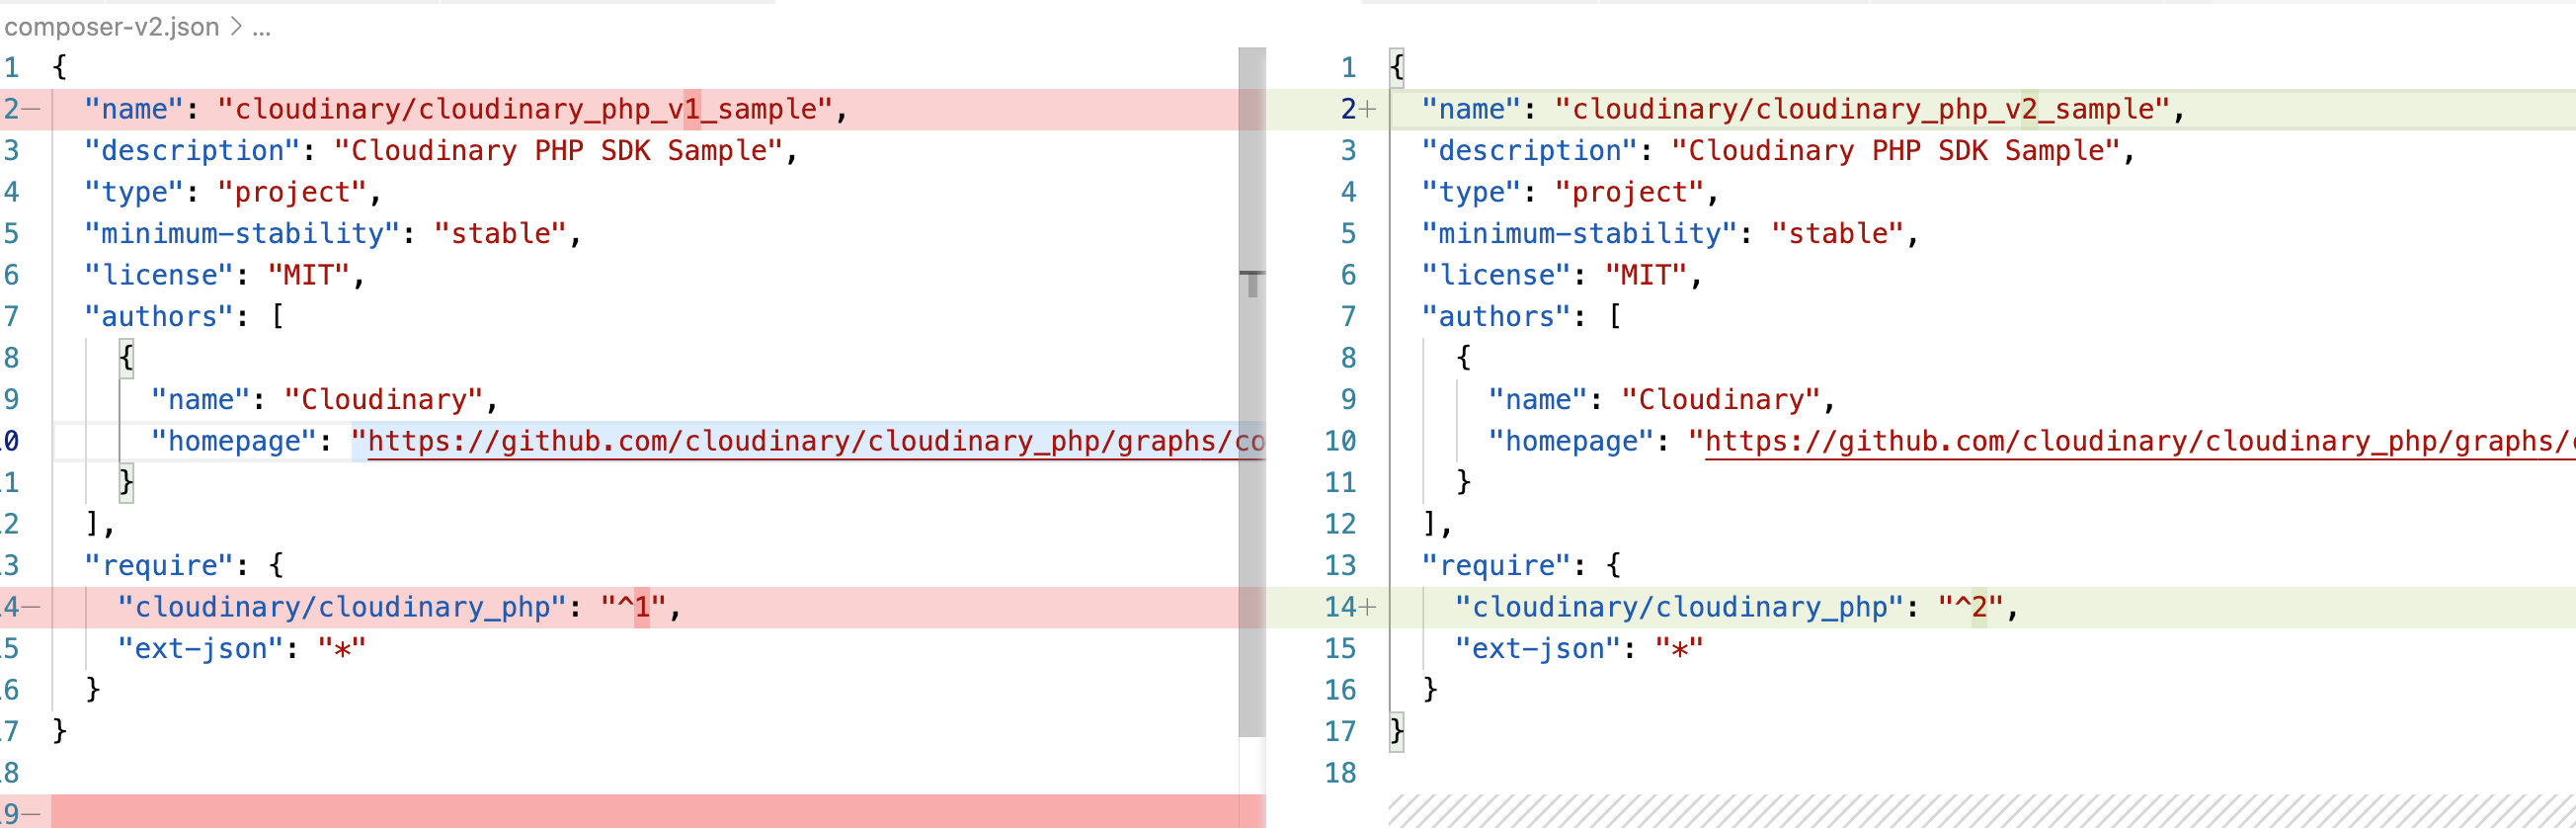 composer-v2.json > ...
1 {
2— "name": "cloudinary/cloudinary_php_v1_sample",
3 "description": "Cloudinary PHP SDK Sample",
4 "type": "project",
5 "minimum-stability": "stable",
6 "license": "MIT",
7 "authors": [
8 {
9 "name": "Cloudinary",
0 "homepage": "https://github.com/cloudinary/cloudinary_php/graphs/co
1 }
2 ],
3 "require": {
4— "cloudinary/cloudinary_php": "^1",
5 "ext-json": "*"
6 }
7 }
8
9—
1 {
2+ "name": "cloudinary/cloudinary_php_v2_sample",
3 "description": "Cloudinary PHP SDK Sample",
4 "type": "project",
5 "minimum-stability": "stable",
6 "license": "MIT",
7 "authors": [
8 {
9 "name": "Cloudinary",
10 "homepage": "https://github.com/cloudinary/cloudinary_php/graphs/
11 }
12 ],
13 "require": {
14+ "cloudinary/cloudinary_php": "^2",
15 "ext-json": "*"
16 }
17 }
18